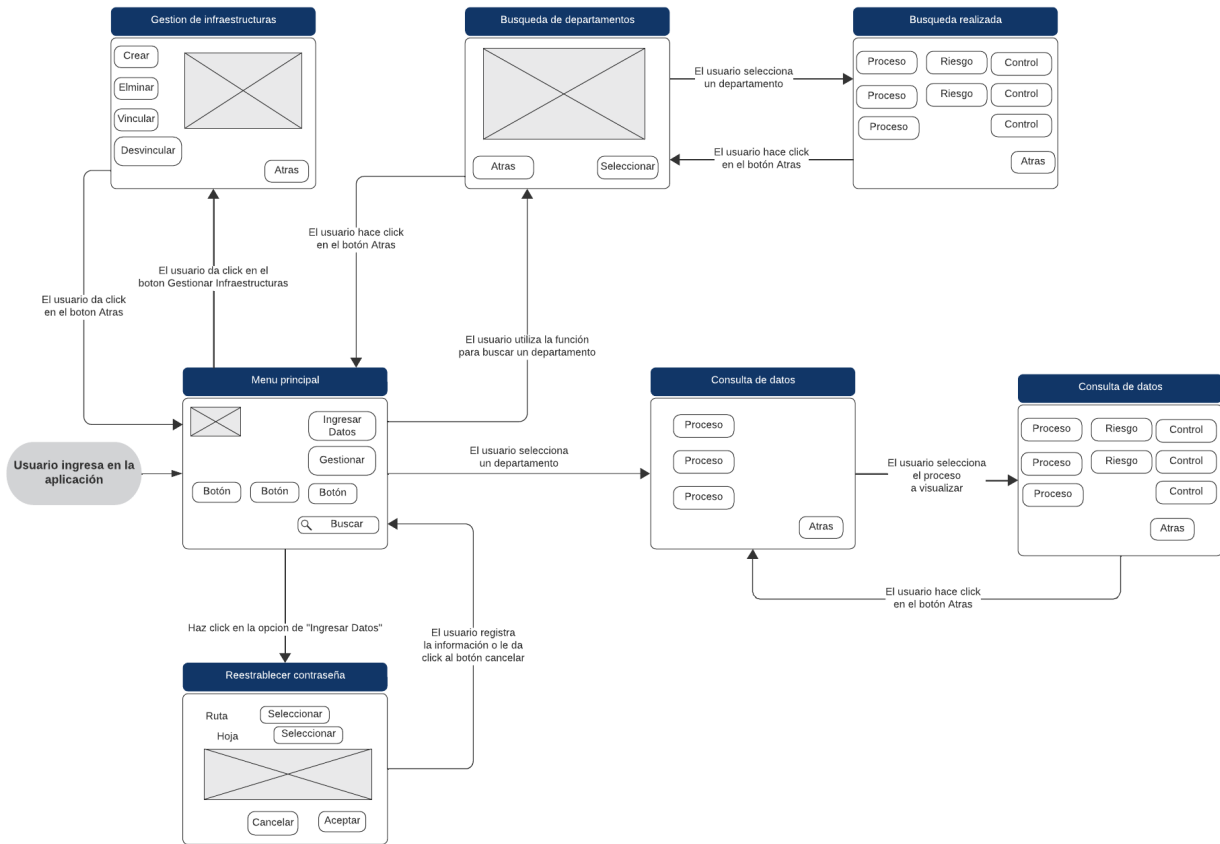 Gestion de infraestructuras
Crear
Elminar
Vincular
Desvincular
Atras
Busqueda de departamentos
Atras
Seleccionar
El usuario selecciona
un departamento
El usuario hace click
en el botón Atras
Busqueda realizada
Proceso
Riesgo
Control
Proceso
Riesgo
Control
Proceso
Control
Atras
El usuario da click
en el boton Atras
El usuario da click en el
boton Gestionar Infraestructuras
El usuario hace click
en el botón Atras
El usuario utiliza la función
para buscar un departamento
Usuario ingresa en la
aplicación
Menu principal
Ingresar
Datos
Gestionar
Botón
Botón
Botón
Buscar
El usuario selecciona
un departamento
Consulta de datos
Proceso
Proceso
Proceso
Atras
El usuario selecciona
el proceso
a visualizar
Consulta de datos
Proceso
Riesgo
Control
Proceso
Riesgo
Control
Proceso
Control
Atras
El usuario hace click
en el botón Atras
Haz click en la opcion de "Ingresar Datos"
El usuario registra
la información o le da
click al botón cancelar
Reestrablecer contraseña
Ruta
Seleccionar
Hoja
Seleccionar
Cancelar
Aceptar